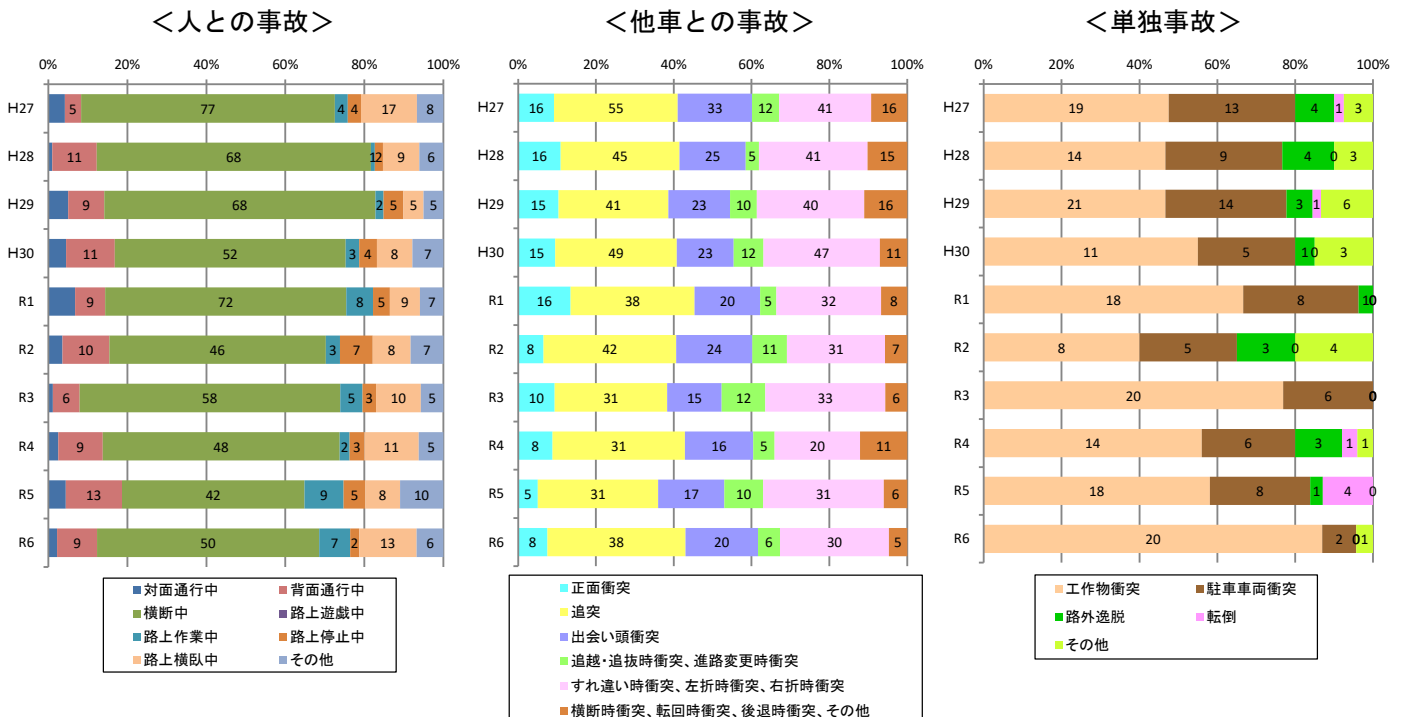 ＜人との事故＞
0% 20% 40% 60% 80% 100%
H27 5 77 4 4 17 8
H28 11 68 1 2 9 6
H29 9 68 2 5 5 5
H30 11 52 3 4 8 7
R1 9 72 8 5 9 7
R2 10 46 3 7 8 7
R3 6 58 5 3 10 5
R4 9 48 2 3 11 5
R5 13 42 9 5 8 10
R6 9 50 7 2 13 6
対面通行中 背面通行中
横断中 路上遊戯中
路上作業中 路上停止中
路上横臥中 その他
＜他車との事故＞
0% 20% 40% 60% 80% 100%
H27 16 55 33 12 41 16
H28 16 45 25 5 41 15
H29 15 41 23 10 40 16
H30 15 49 23 12 47 11
R1 16 38 20 5 32 8
R2 8 42 24 11 31 7
R3 10 31 15 12 33 6
R4 8 31 16 5 20 11
R5 5 31 17 10 31 6
R6 8 38 20 6 30 5
正面衝突
追突
出会い頭衝突
追越・追抜時衝突、進路変更時衝突
すれ違い時衝突、左折時衝突、右折時衝突
横断時衝突、転回時衝突、後退時衝突、その他
＜単独事故＞
0% 20% 40% 60% 80% 100%
H27 19 13 4 1 3
H28 14 9 4 0 3
H29 21 14 3 1 6
H30 11 5 1 0 3
R1 18 8 1 0
R2 8 5 3 0 4
R3 20 6 0
R4 14 6 3 1 1
R5 18 8 1 4 0
R6 20 2 0 1
工作物衝突 駐車車両衝突
路外逸脱 転倒
その他